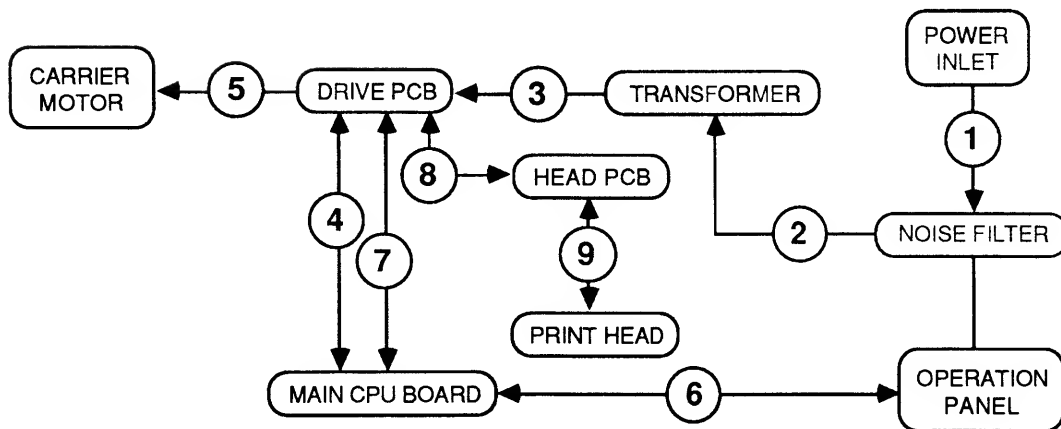 POWER
INLET
CARRIER
MOTOR
5
DRIVE PCB
3
TRANSFORMER
1
8
HEAD PCB
4
2
NOISE FILTER
7
9
PRINT HEAD
MAIN CPU BOARD
6
OPERATION
PANEL